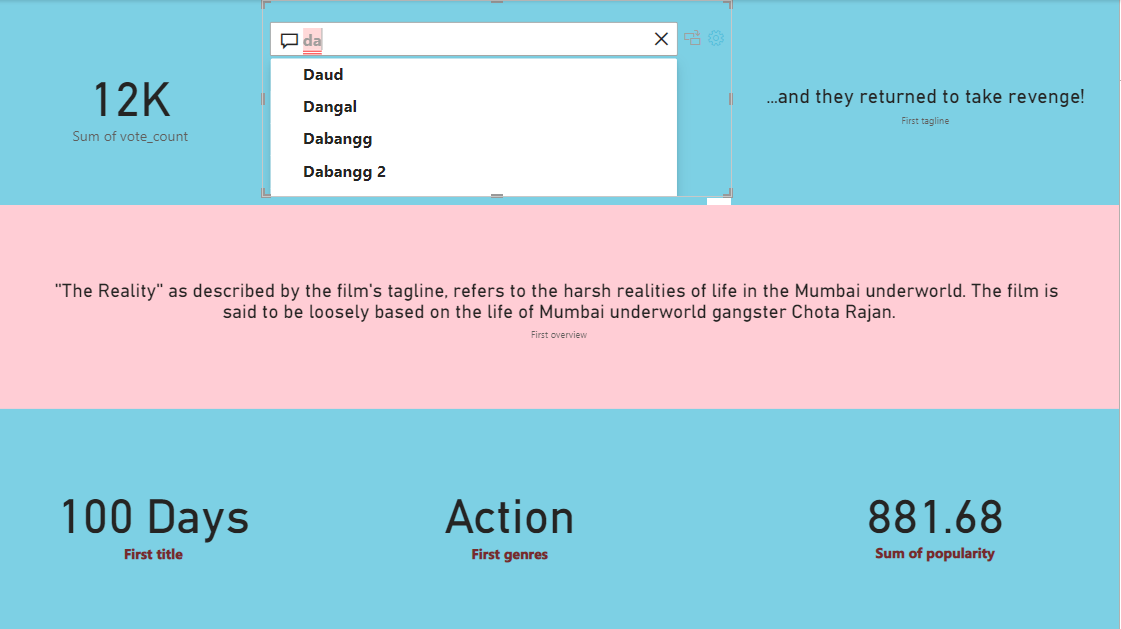 da
Daud
Dangal
Dabangg
Dabangg 2
12K
Sum of vote_count
...and they returned to take revenge!
First tagline
"The Reality" as described by the film's tagline, refers to the harsh realities of life in the Mumbai underworld. The film is
said to be loosely based on the life of Mumbai underworld gangster Chota Rajan.
First overview
100 Days
First title
Action
First genres
881.68
Sum of popularity